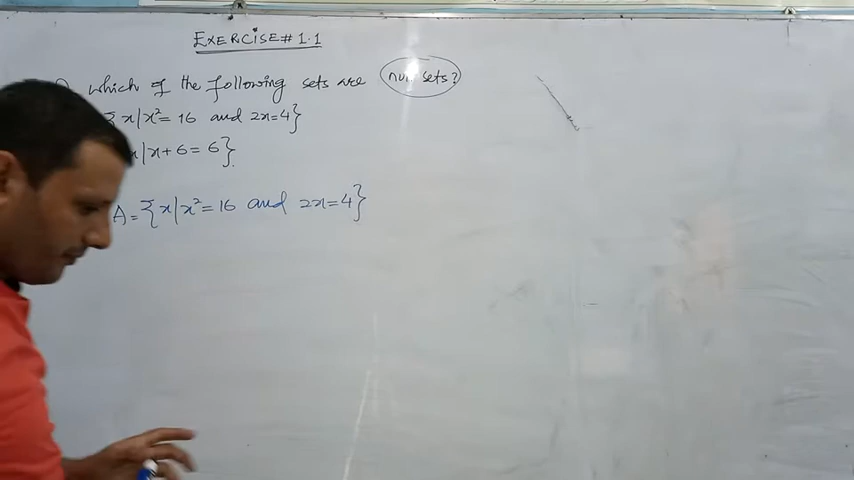 EXERCISE# 1.1
which of the following sets are null sets?
{x|x²=16 and 2x=4}
x|x+6=6}.
A={x|x²=16 and 2x=4}